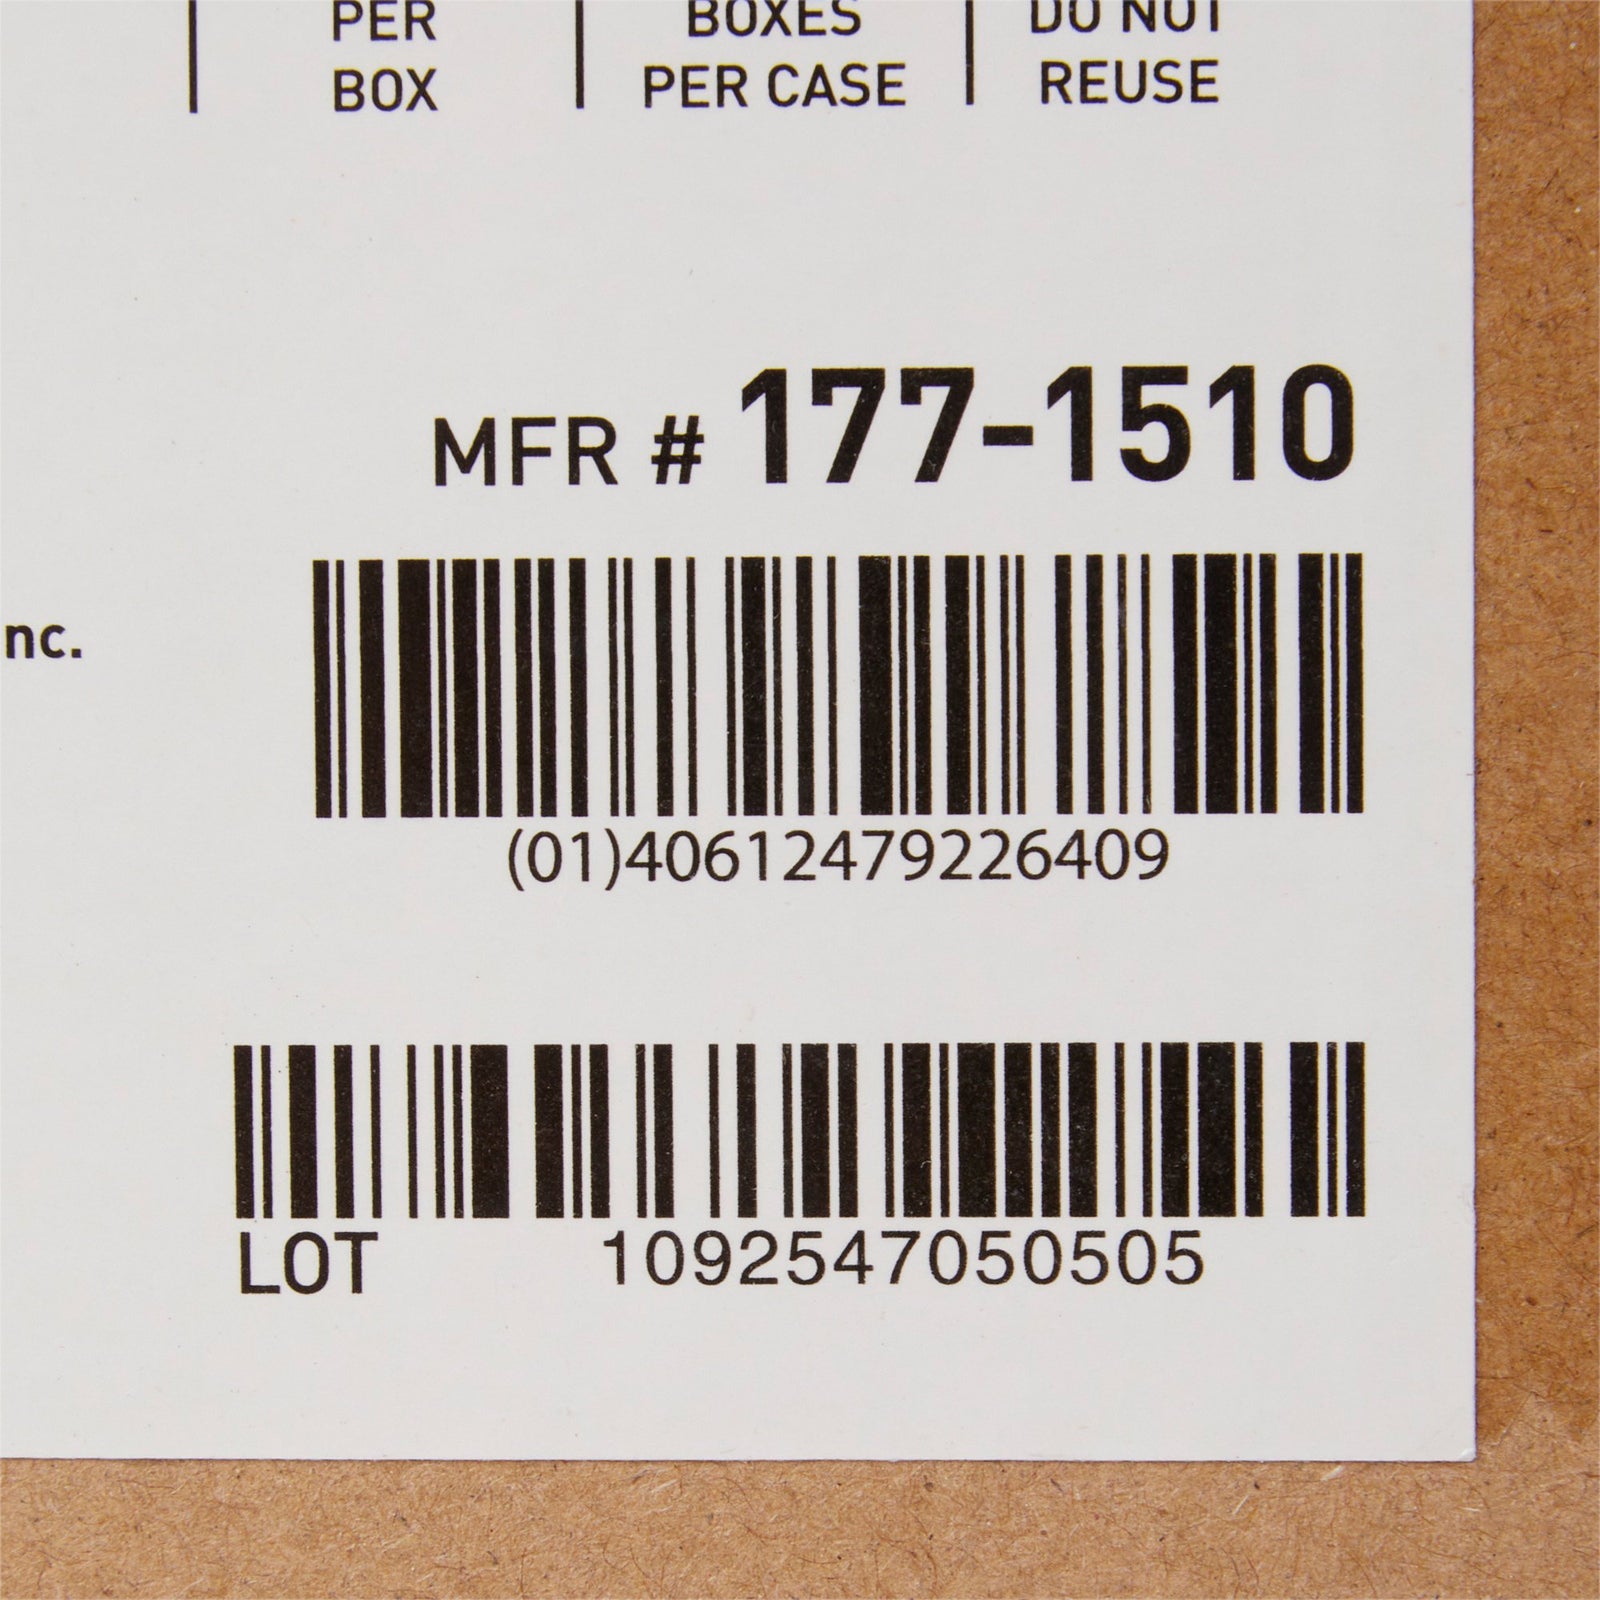 PER
BOX
BOXES
PER CASE
DO NOT
REUSE
MFR # 177-1510
nc.
(01)40612479226409
LOT 1092547050505